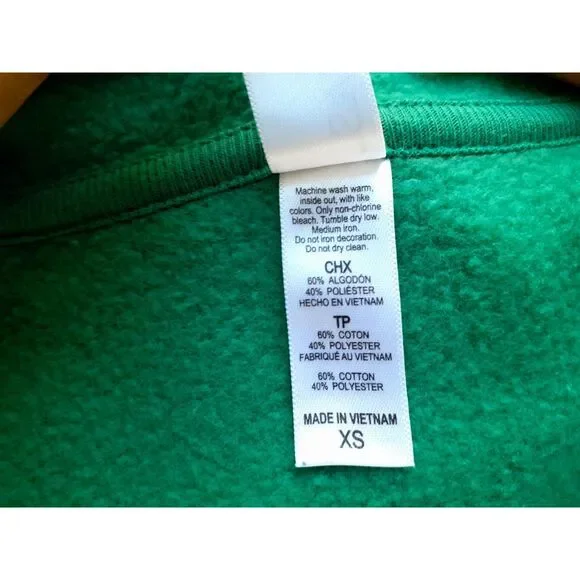 Machine wash warm,
inside out, with like
colors. Only non-chlorine
bleach. Tumble dry low.
Medium iron.
Do not iron decoration.
Do not dry clean.
CHX
60% ALGODÓN
40% POLIÉSTER
HECHO EN VIETNAM
TP
60% COTON
40% POLYESTER
FABRIQUÉ AU VIETNAM
60% COTTON
40% POLYESTER
MADE IN VIETNAM
XS